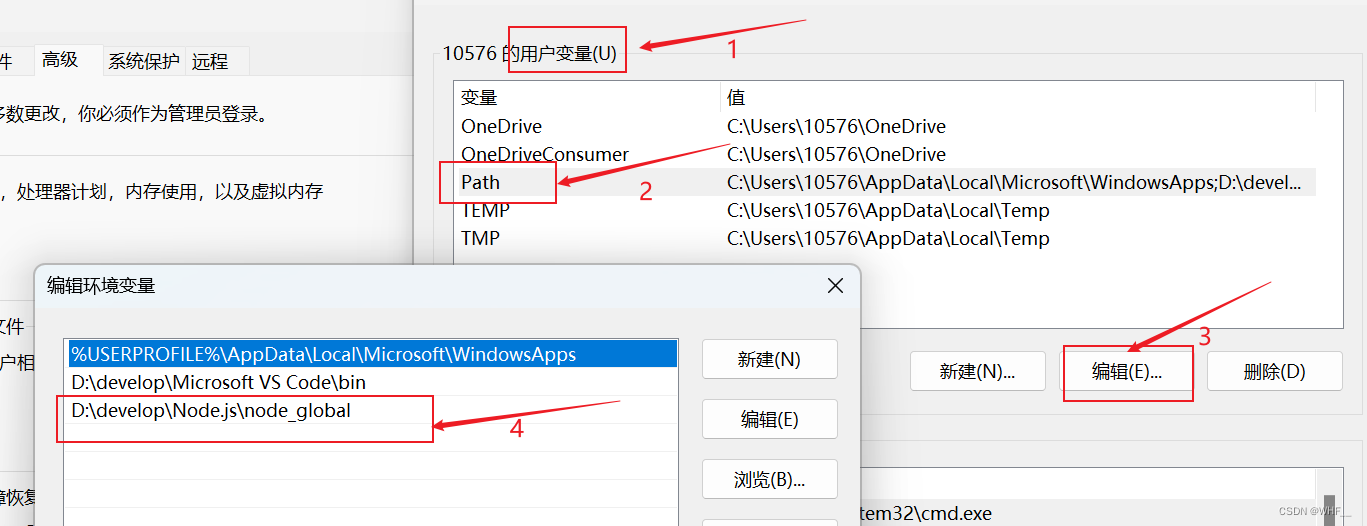 件 高级 系统保护 远程
多数更改，你必须作为管理员登录。
，处理器计划，内存使用，以及虚拟内存
文件
户相
障恢复
10576 的用户变量(U)
1
变量 值
OneDrive C:\Users\10576\OneDrive
OneDriveConsumer C:\Users\10576\OneDrive
Path C:\Users\10576\AppData\Local\Microsoft\WindowsApps;D:\devel...
2
TEMP C:\Users\10576\AppData\Local\Temp
TMP C:\Users\10576\AppData\Local\Temp
3
新建(N)... 编辑(E)... 删除(D)
编辑环境变量
%USERPROFILE%\AppData\Local\Microsoft\WindowsApps
D:\develop\Microsoft VS Code\bin
D:\develop\Node.js\node_global
4
新建(N)
编辑(E)
浏览(B)...
tem32\cmd.exe
CSDN @WHF__